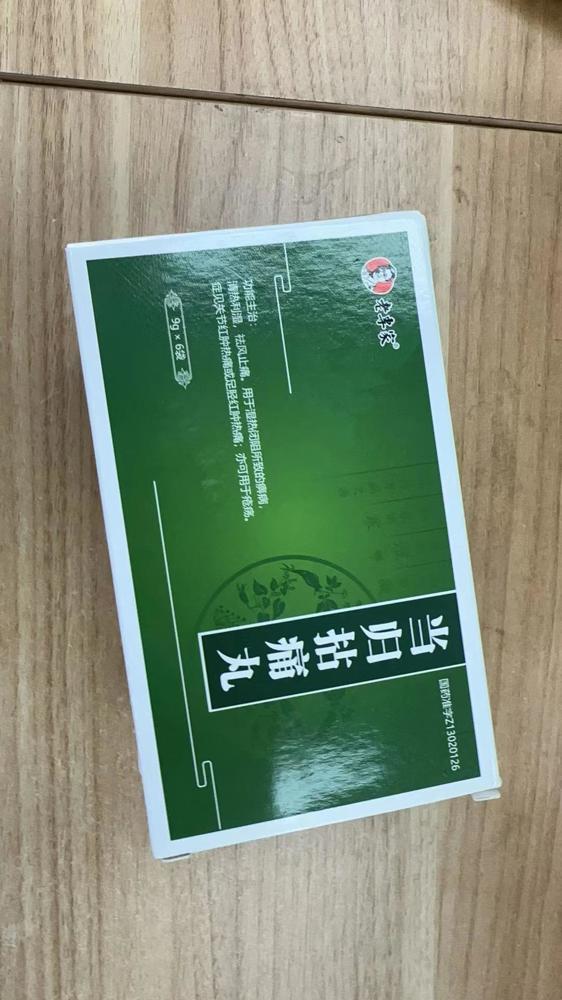 国药准字Z13020126
当归拈痛丸
功能主治：
清热利湿，祛风止痛。用于湿热闭阻所致的痹病，
症见关节红肿热痛或足胫红肿热痛；亦可用于疮疡。
9g×6袋